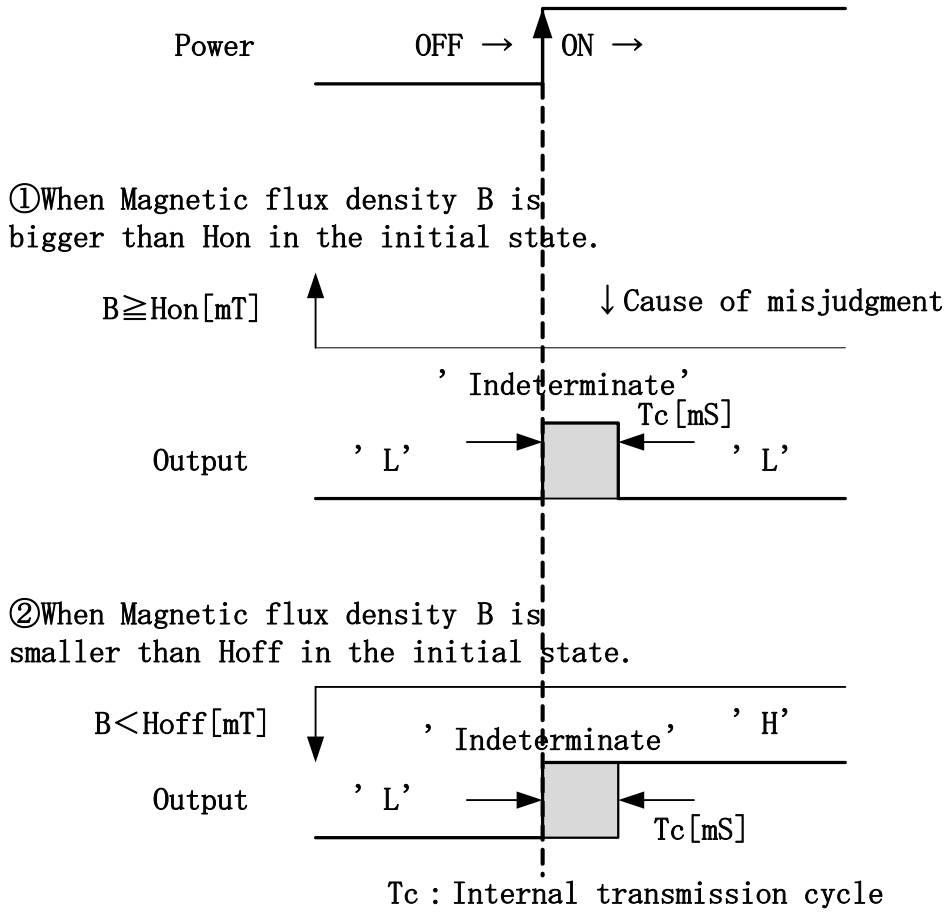 Power OFF → ON →
①When Magnetic flux density B is
bigger than Hon in the initial state.
B≧Hon[mT] ↓Cause of misjudgment
’Indeterminate’
Tc[mS]
Output ’L’ ’L’
②When Magnetic flux density B is
smaller than Hoff in the initial state.
B＜Hoff[mT] ’Indeterminate’ ’H’
Output ’L’
Tc[mS]
Tc：Internal transmission cycle